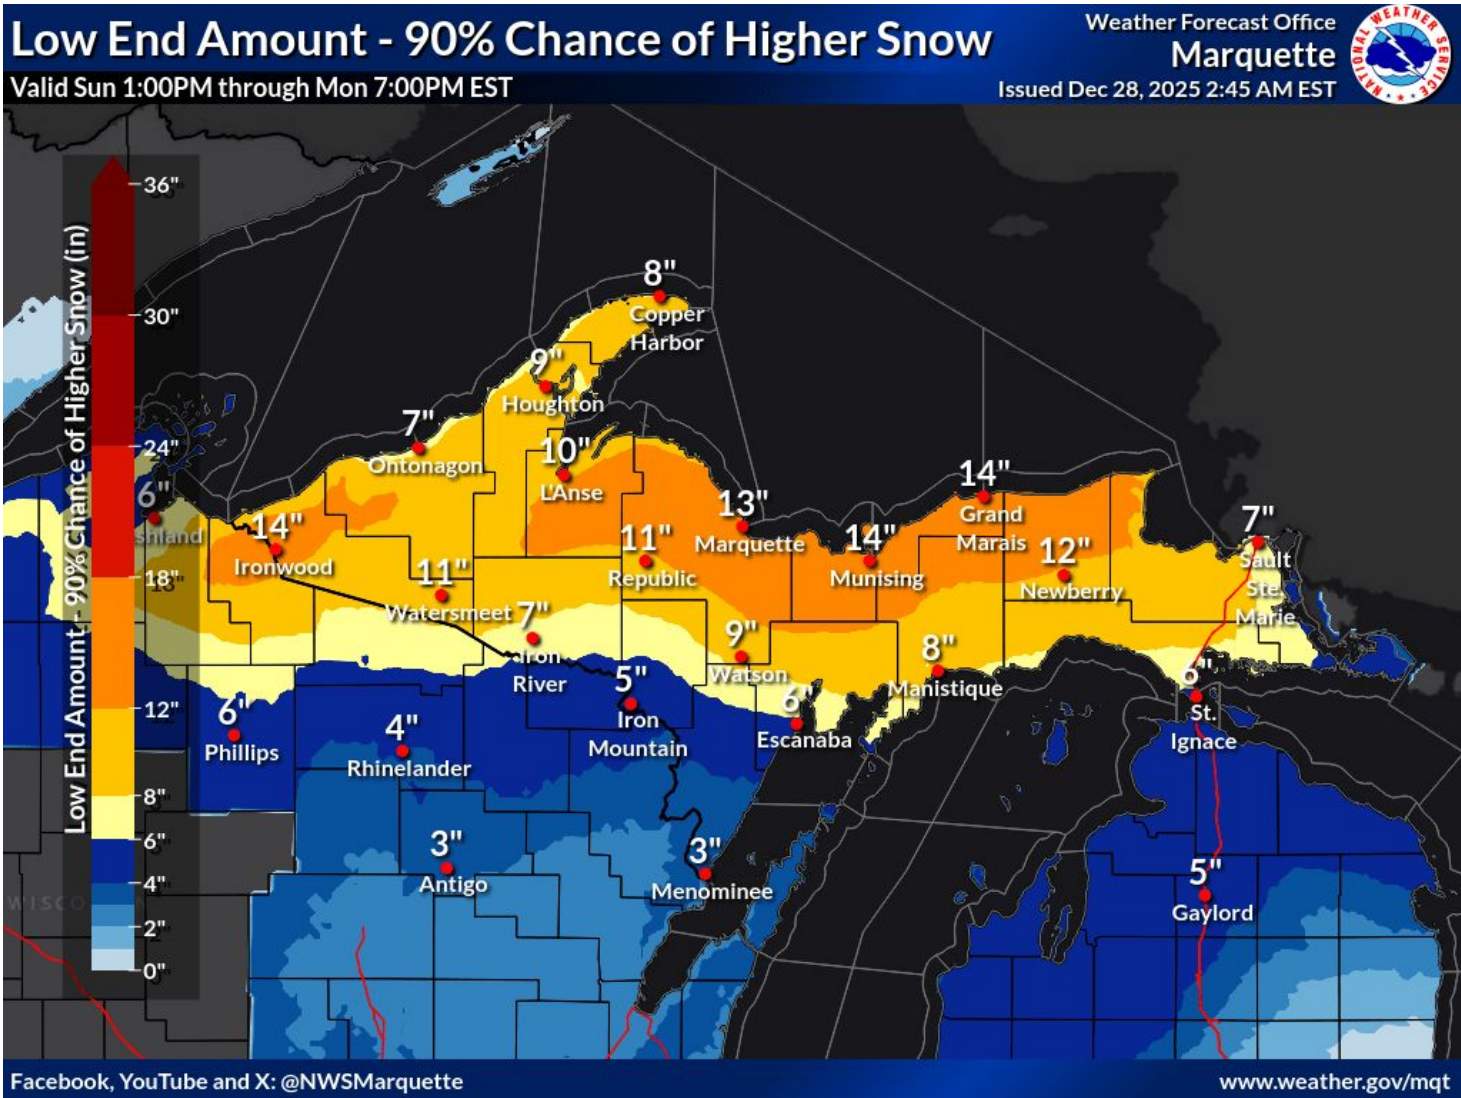 Low End Amount - 90% Chance of Higher Snow
Valid Sun 1:00PM through Mon 7:00PM EST
Weather Forecast Office
Marquette
Issued Dec 28, 2025 2:45 AM EST
NATIONAL WEATHER SERVICE
Low End Amount - 90% Chance of Higher Snow (in)
36"
30"
24"
18"
12"
8"
6"
4"
2"
0"
8"
Copper
Harbor
9"
Houghton
7"
Ontonagon
10"
L'Anse
6"
shland
14"
Ironwood
11"
Watersmeet
13"
Marquette
11"
Republic
14"
Munising
14"
Grand
Marais
12"
Newberry
7"
Sault
Ste.
Marie
7"
Iron
River
9"
Watson
8"
Manistique
5"
Iron
Mountain
6"
Escanaba
6"
St.
Ignace
6"
Phillips
4"
Rhinelander
3"
Antigo
3"
Menominee
5"
Gaylord
WISCO
Facebook, YouTube and X: @NWSMarquette
www.weather.gov/mqt